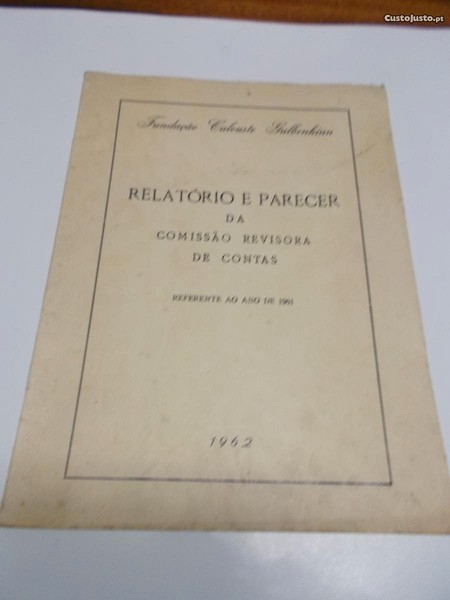 CustoJusto.pt
Fundação Calouste Gulbenkian
RELATÓRIO E PARECER
DA
COMISSÃO REVISORA
DE CONTAS
REFERENTE AO ANO DE 1961
1962